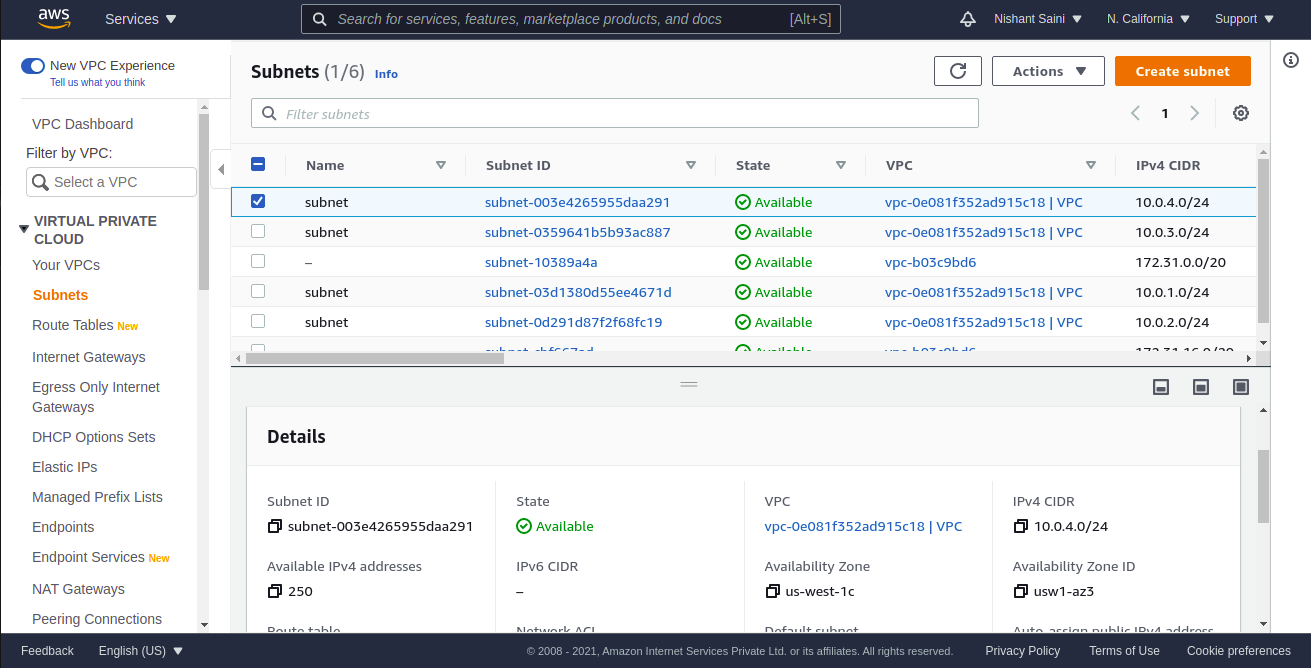 aws
Services
Search for services, features, marketplace products, and docs [Alt+S]
Nishant Saini
N. California
Support
New VPC Experience
Tell us what you think
VPC Dashboard
Filter by VPC:
Select a VPC
VIRTUAL PRIVATE
CLOUD
Your VPCs
Subnets
Route Tables New
Internet Gateways
Egress Only Internet
Gateways
DHCP Options Sets
Elastic IPs
Managed Prefix Lists
Endpoints
Endpoint Services New
NAT Gateways
Peering Connections
Subnets (1/6) Info
Actions
Create subnet
Filter subnets
1
Name Subnet ID State VPC IPv4 CIDR
subnet subnet-003e4265955daa291 Available vpc-0e081f352ad915c18 | VPC 10.0.4.0/24
subnet subnet-0359641b5b93ac887 Available vpc-0e081f352ad915c18 | VPC 10.0.3.0/24
– subnet-10389a4a Available vpc-b03c9bd6 172.31.0.0/20
subnet subnet-03d1380d55ee4671d Available vpc-0e081f352ad915c18 | VPC 10.0.1.0/24
subnet subnet-0d291d87f2f68fc19 Available vpc-0e081f352ad915c18 | VPC 10.0.2.0/24
Available vpc-b03c9bd6
Details
Subnet ID State VPC IPv4 CIDR
subnet-003e4265955daa291 Available vpc-0e081f352ad915c18 | VPC 10.0.4.0/24
Available IPv4 addresses IPv6 CIDR Availability Zone Availability Zone ID
250 – us-west-1c usw1-az3
Route table Network ACL Default subnet Auto-assign public IPv4 address
Feedback
English (US)
© 2008 - 2021, Amazon Internet Services Private Ltd. or its affiliates. All rights reserved.
Privacy Policy
Terms of Use
Cookie preferences